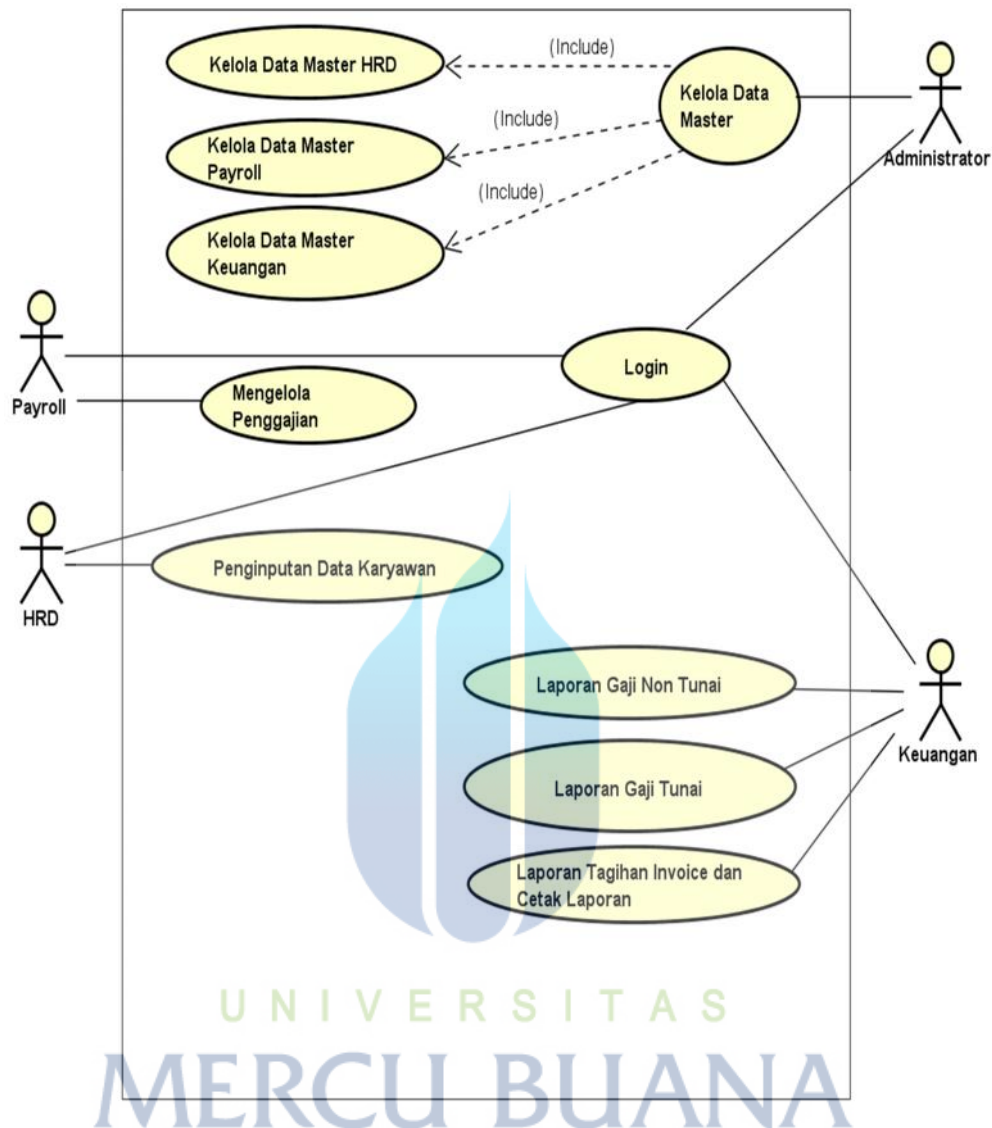 Kelola Data Master HRD
(Include)
Kelola Data
Master
Administrator
(Include)
Kelola Data Master
Payroll
(Include)
Kelola Data Master
Keuangan
Login
Payroll
Mengelola
Penggajian
HRD
Penginputan Data Karyawan
Laporan Gaji Non Tunai
Keuangan
Laporan Gaji Tunai
Laporan Tagihan Invoice dan
Cetak Laporan
UNIVERSITAS
MERCU BUANA